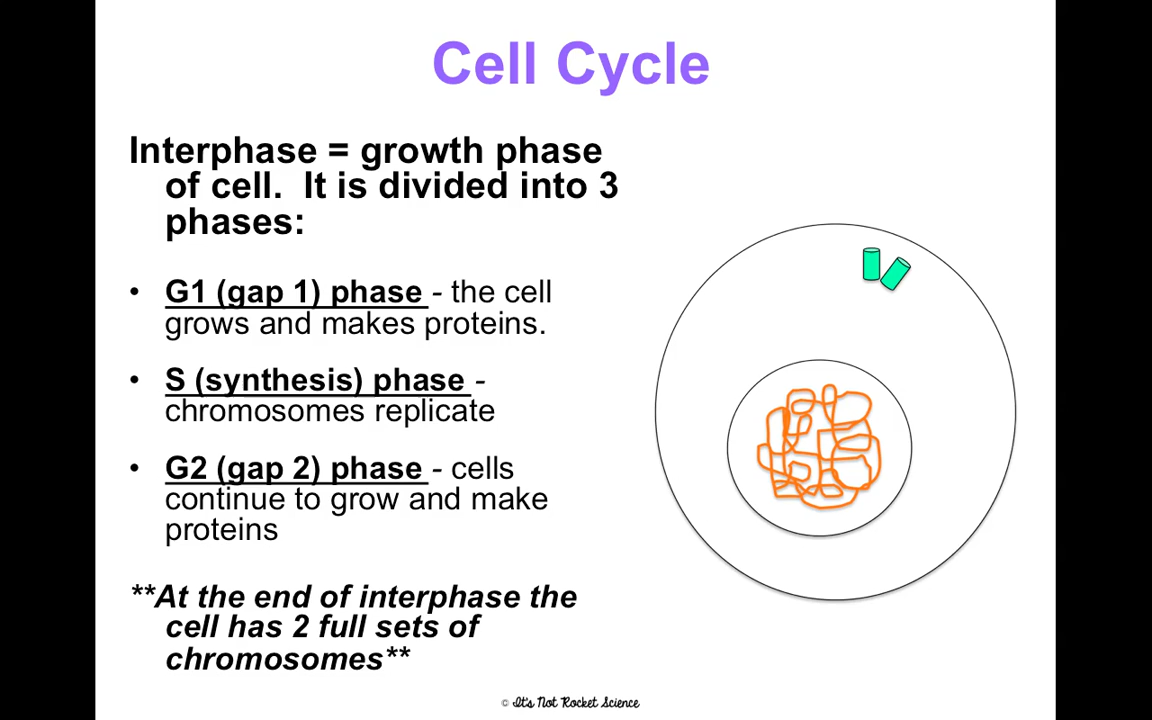 Cell Cycle
Interphase = growth phase
of cell. It is divided into 3
phases:
• G1 (gap 1) phase - the cell
grows and makes proteins.
• S (synthesis) phase -
chromosomes replicate
• G2 (gap 2) phase - cells
continue to grow and make
proteins
**At the end of interphase the
cell has 2 full sets of
chromosomes**
© It's Not Rocket Science